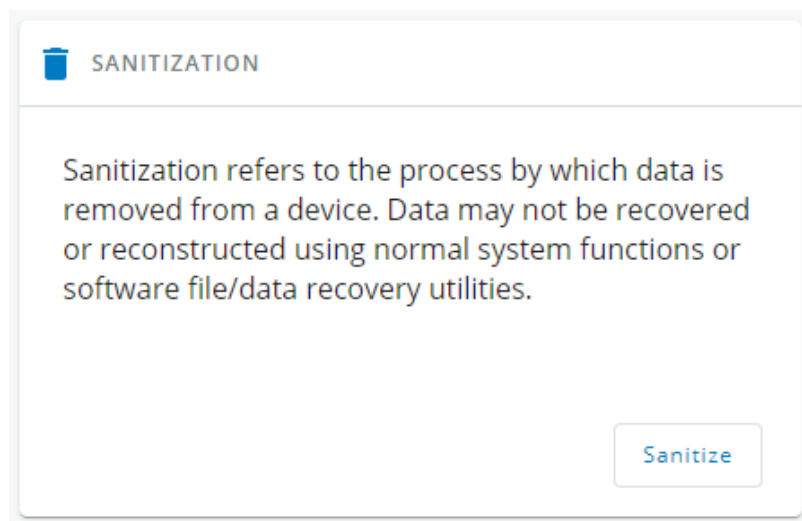 SANITIZATION
Sanitization refers to the process by which data is
removed from a device. Data may not be recovered
or reconstructed using normal system functions or
software file/data recovery utilities.
Sanitize